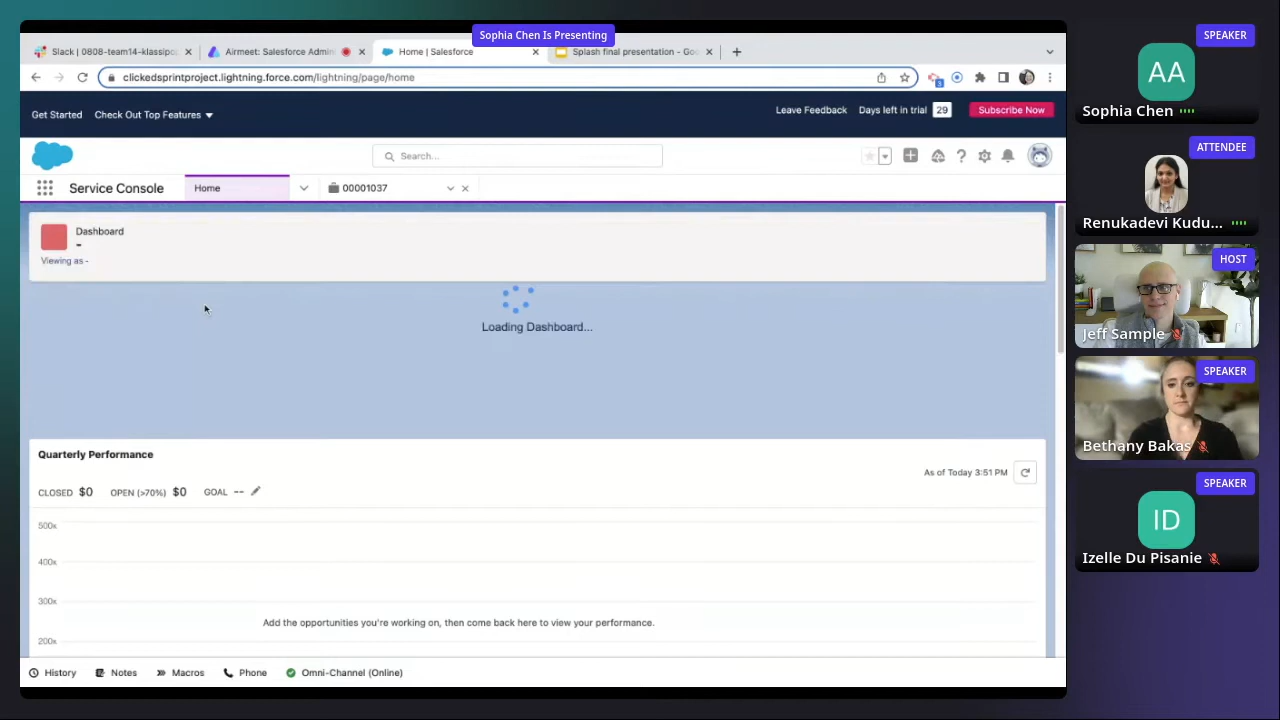 Sophia Chen Is Presenting
Slack | 0808-team14-klassipo
Airmeet: Salesforce Admin
Home | Salesforce
Splash final presentation - Goo
clickedsprintproject.lightning.force.com/lightning/page/home
Get Started
Check Out Top Features
Leave Feedback
Days left in trial
29
Subscribe Now
Search...
Service Console
Home
00001037
Dashboard
-
Viewing as -
Loading Dashboard...
Quarterly Performance
As of Today 3:51 PM
CLOSED $0
OPEN (>70%) $0
GOAL --
500k
400k
300k
200k
Add the opportunities you're working on, then come back here to view your performance.
History
Notes
Macros
Phone
Omni-Channel (Online)
SPEAKER
AA
Sophia Chen
ATTENDEE
Renukadevi Kudu...
HOST
Jeff Sample
SPEAKER
Bethany Bakas
SPEAKER
ID
Izelle Du Pisanie